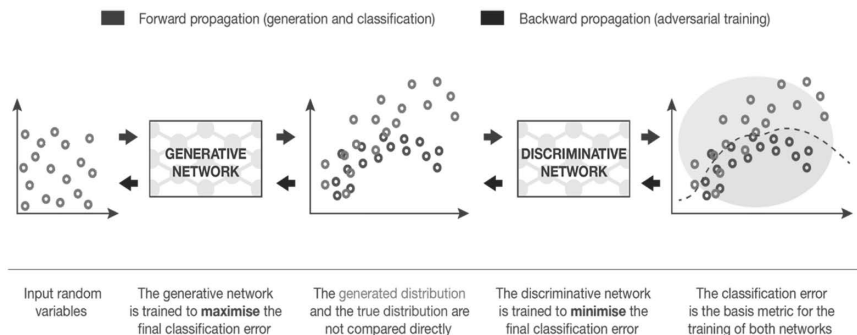 Forward propagation (generation and classification)
Backward propagation (adversarial training)
GENERATIVE
NETWORK
DISCRIMINATIVE
NETWORK
Input random
variables
The generative network
is trained to maximise the
final classification error
The generated distribution
and the true distribution are
not compared directly
The discriminative network
is trained to minimise the
final classification error
The classification error
is the basis metric for the
training of both networks